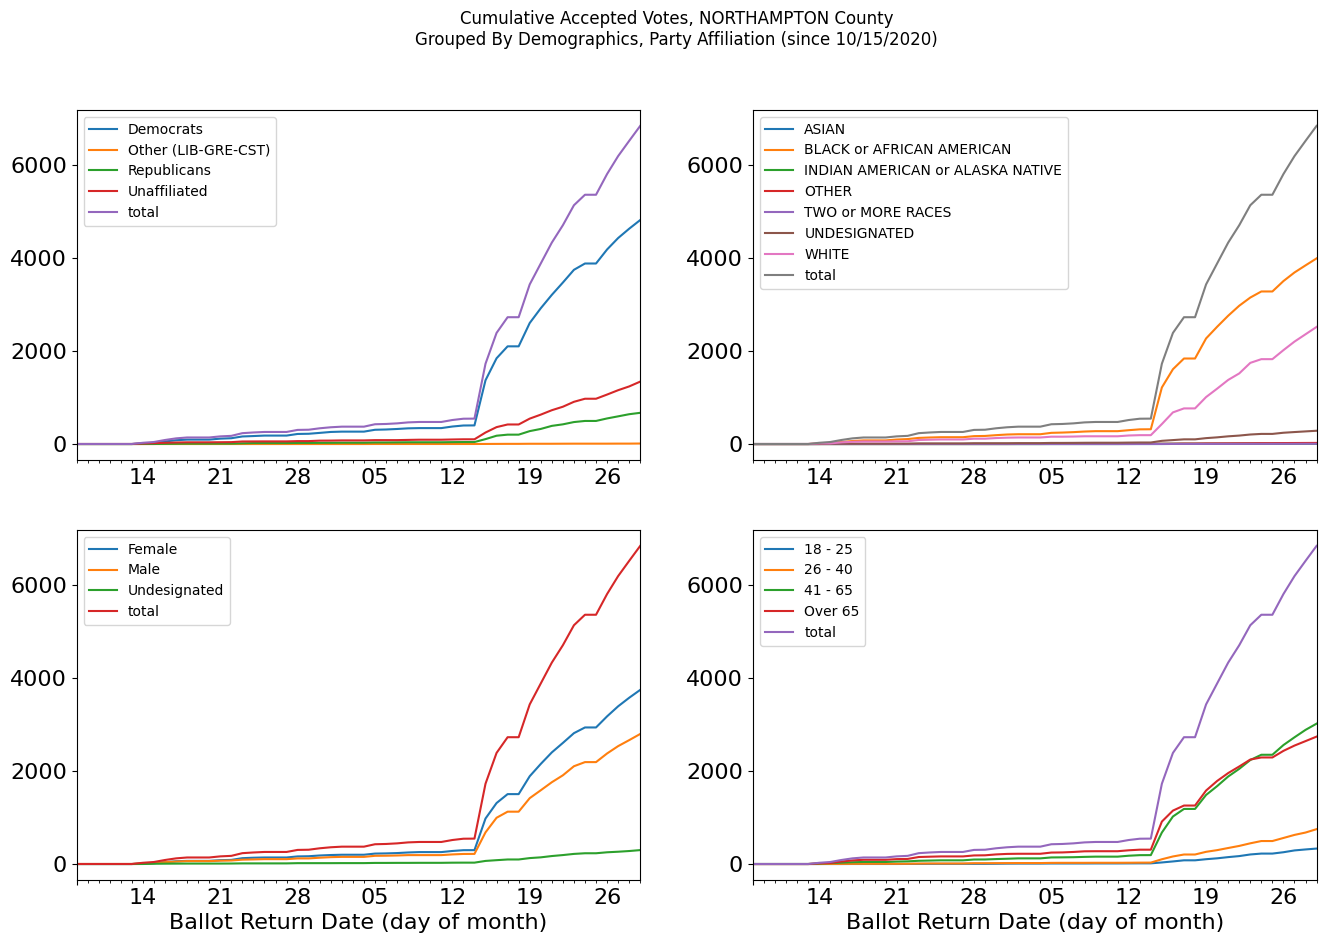 Cumulative Accepted Votes, NORTHAMPTON County
Grouped By Demographics, Party Affiliation (since 10/15/2020)
Democrats
Other (LIB-GRE-CST)
Republicans
Unaffiliated
total
6000
4000
2000
0
14 21 28 05 12 19 26
ASIAN
BLACK or AFRICAN AMERICAN
INDIAN AMERICAN or ALASKA NATIVE
OTHER
TWO or MORE RACES
UNDESIGNATED
WHITE
total
6000
4000
2000
0
14 21 28 05 12 19 26
Female
Male
Undesignated
total
6000
4000
2000
0
14 21 28 05 12 19 26
Ballot Return Date (day of month)
18 - 25
26 - 40
41 - 65
Over 65
total
6000
4000
2000
0
14 21 28 05 12 19 26
Ballot Return Date (day of month)